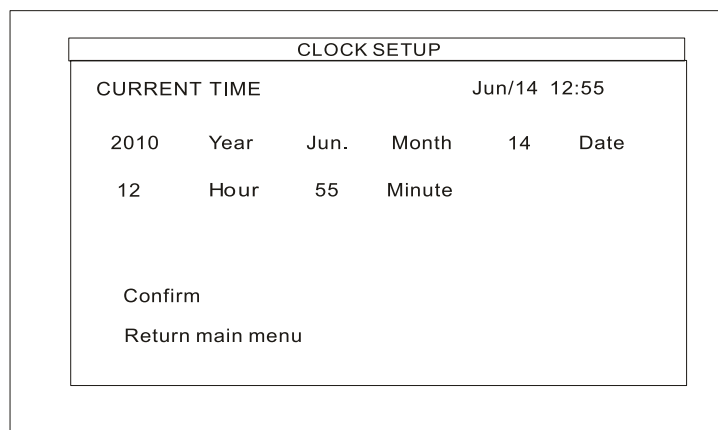 CLOCK SETUP
CURRENT TIME Jun/14 12:55
2010 Year Jun. Month 14 Date
12 Hour 55 Minute
Confirm
Return main menu